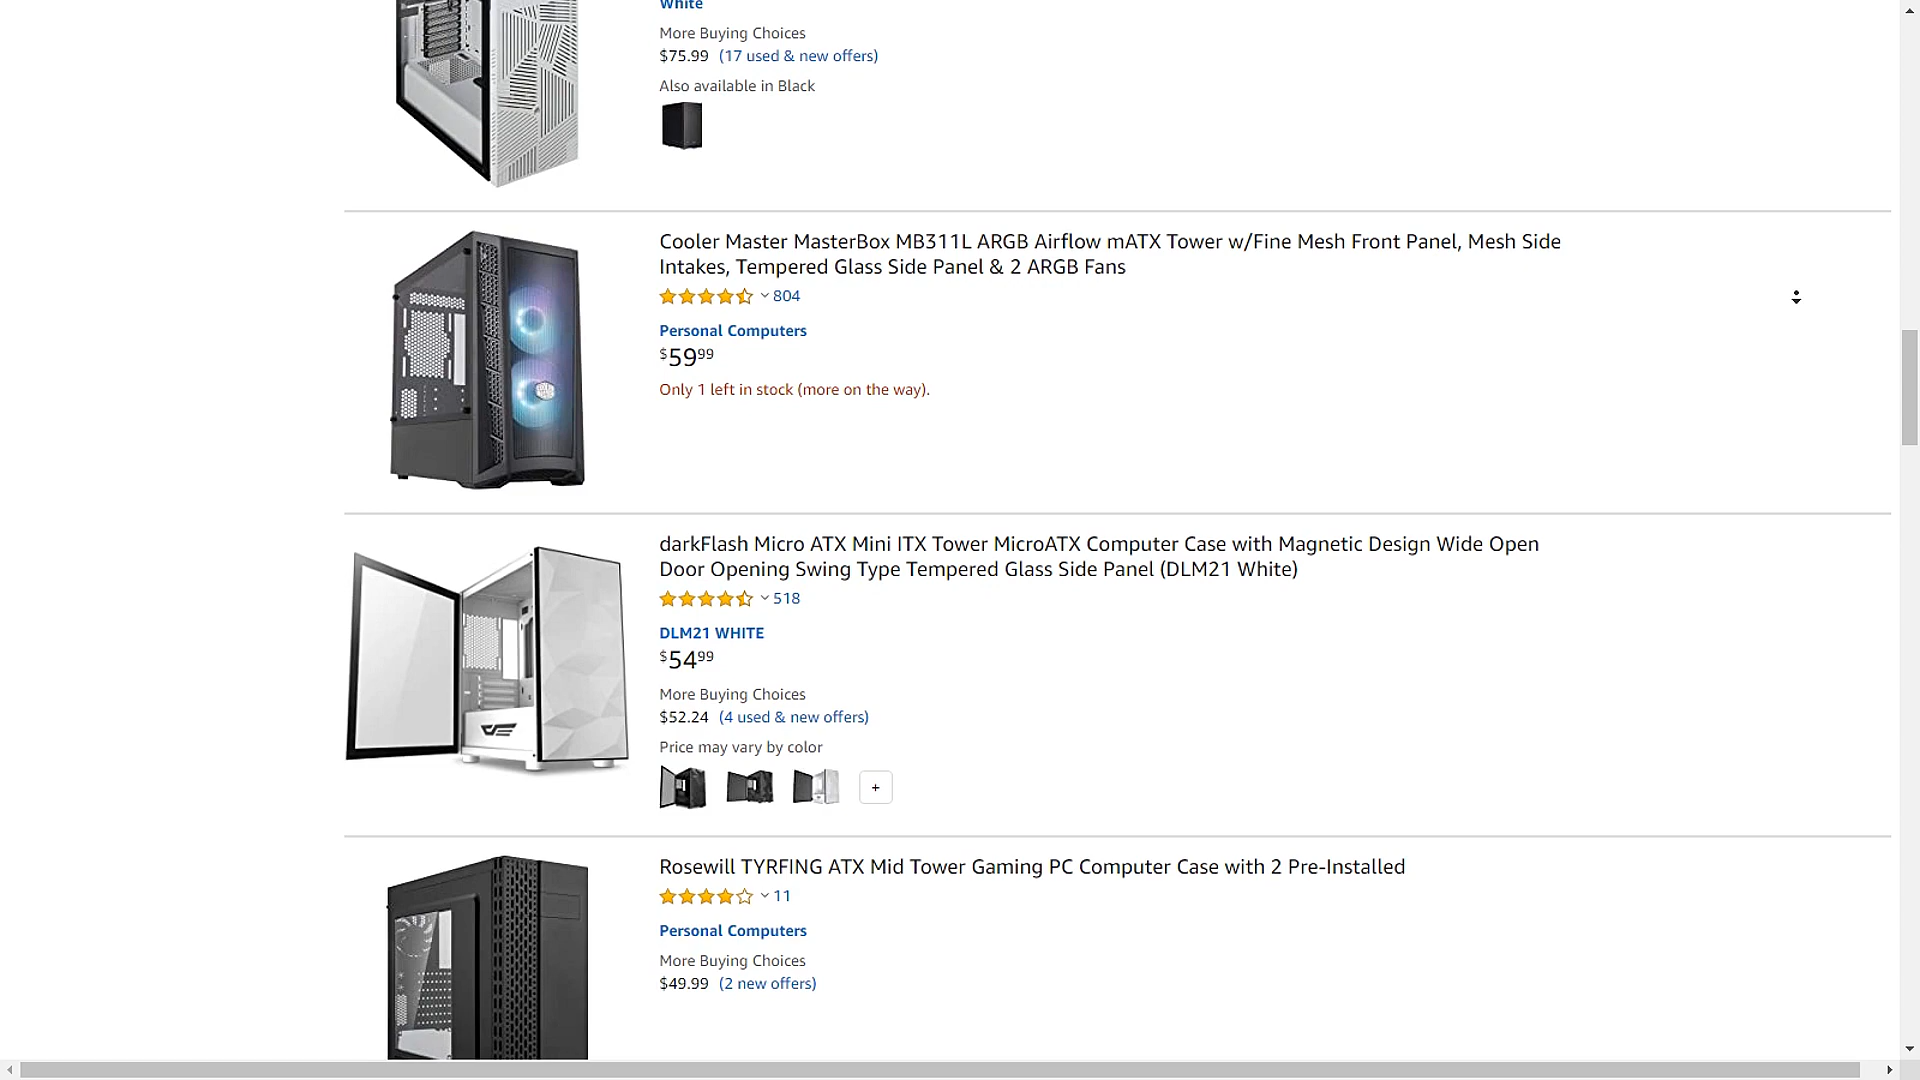 White
More Buying Choices
$75.99 (17 used & new offers)
Also available in Black
Cooler Master MasterBox MB311L ARGB Airflow mATX Tower w/Fine Mesh Front Panel, Mesh Side
Intakes, Tempered Glass Side Panel & 2 ARGB Fans
804
Personal Computers
$59.99
Only 1 left in stock (more on the way).
darkFlash Micro ATX Mini ITX Tower MicroATX Computer Case with Magnetic Design Wide Open
Door Opening Swing Type Tempered Glass Side Panel (DLM21 White)
518
DLM21 WHITE
$54.99
More Buying Choices
$52.24 (4 used & new offers)
Price may vary by color
+
Rosewill TYRFING ATX Mid Tower Gaming PC Computer Case with 2 Pre-Installed
11
Personal Computers
More Buying Choices
$49.99 (2 new offers)